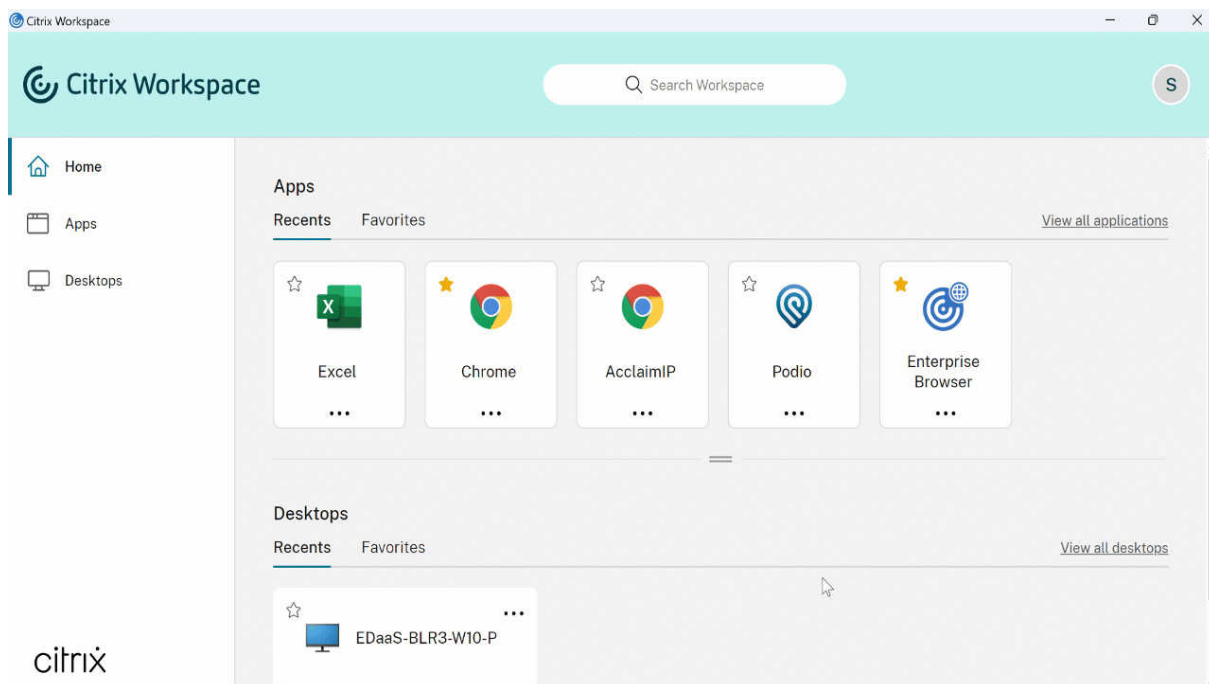 Citrix Workspace
Citrix Workspace
Search Workspace
S
Home
Apps
Desktops
Apps
Recents Favorites
View all applications
Excel
Chrome
AcclaimIP
Podio
Enterprise
Browser
Desktops
Recents Favorites
View all desktops
EDaaS-BLR3-W10-P
citrix